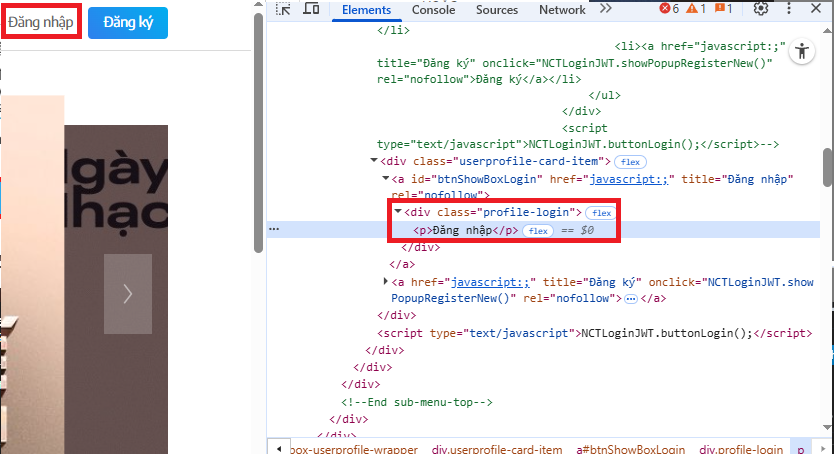 Đăng nhập
Đăng ký
Ngày
Nhạc
Elements Console Sources Network
6 1 1
</li>
<li><a href="javascript:;"
title="Đăng ký" onclick="NCTLoginJWT.showPopupRegisterNew()"
rel="nofollow">Đăng ký</a></li>
</ul>
</div>
<script
type="text/javascript">NCTLoginJWT.buttonLogin();</script>-->
<div class="userprofile-card-item"> flex
<a id="btnShowBoxLogin" href="javascript:;" title="Đăng nhập"
rel="nofollow">
<div class="profile-login"> flex
<p>Đăng nhập</p> flex == $0
</div>
</a>
<a href="javascript:;" title="Đăng ký" onclick="NCTLoginJWT.show
PopupRegisterNew()" rel="nofollow"> … </a>
</div>
<script type="text/javascript">NCTLoginJWT.buttonLogin();</script>
</div>
</div>
</div>
<!--End sub-menu-top-->
</div>
</div>
box-userprofile-wrapper div.userprofile-card-item a#btnShowBoxLogin div.profile-login p